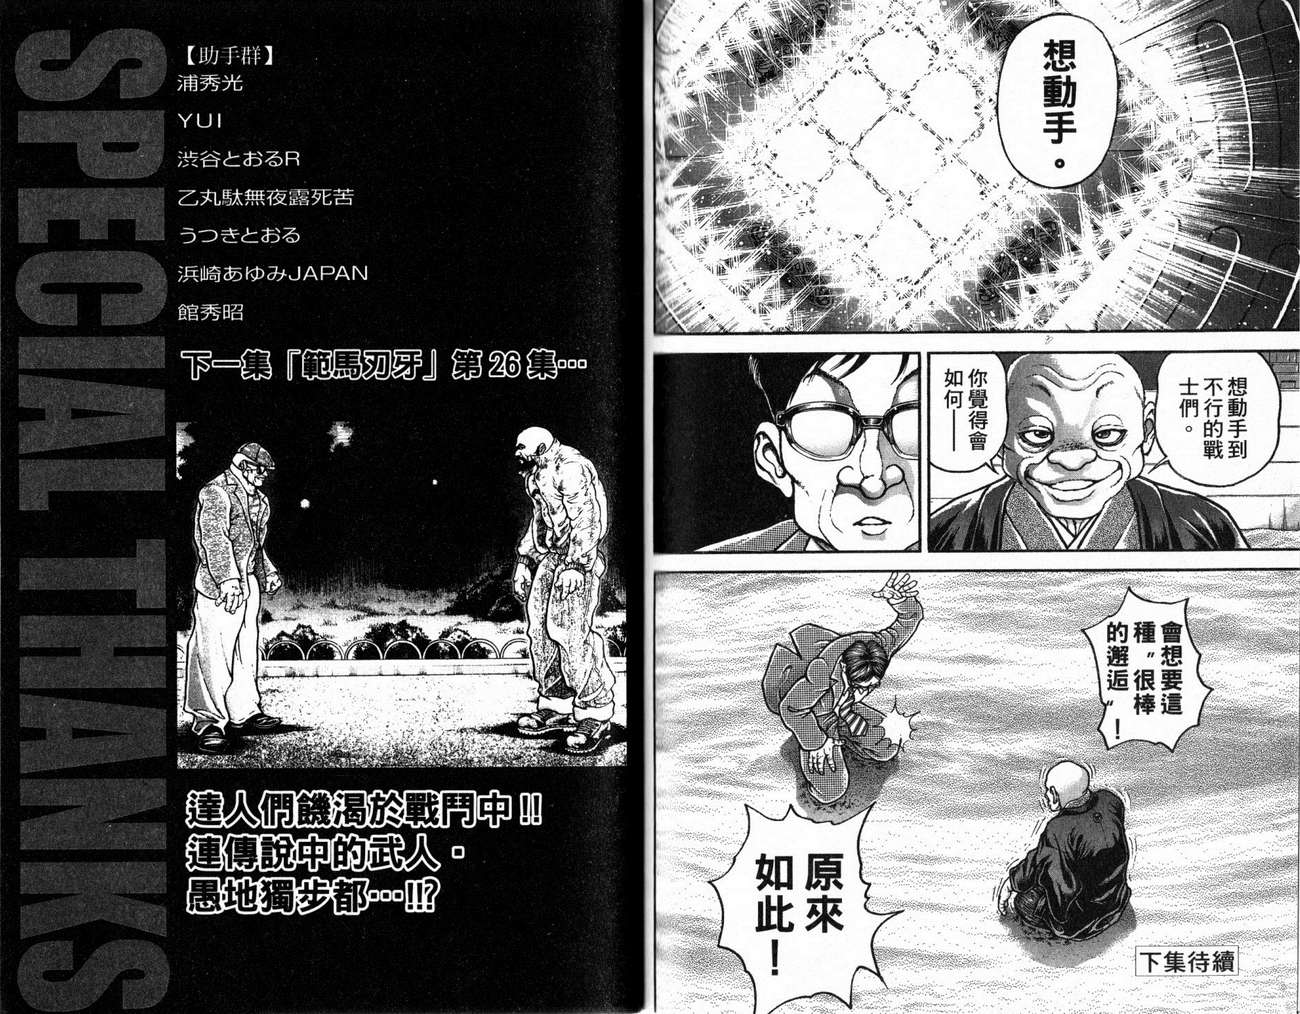 想動手。
想動手到
不行的戰
士們。
你覺得會
如何——
會想要這
種〝很棒
的邂逅〞！
原來
如此！
下集待續
SPECIAL THANKS
【助手群】
浦秀光
YUI
渋谷とおるR
乙丸駄無夜露死苦
うつきとおる
浜崎あゆみJAPAN
館秀昭
下一集「範馬刃牙」第26集…
達人們饑渴於戰鬥中!!
連傳說中的武人・
愚地獨步都…!!?